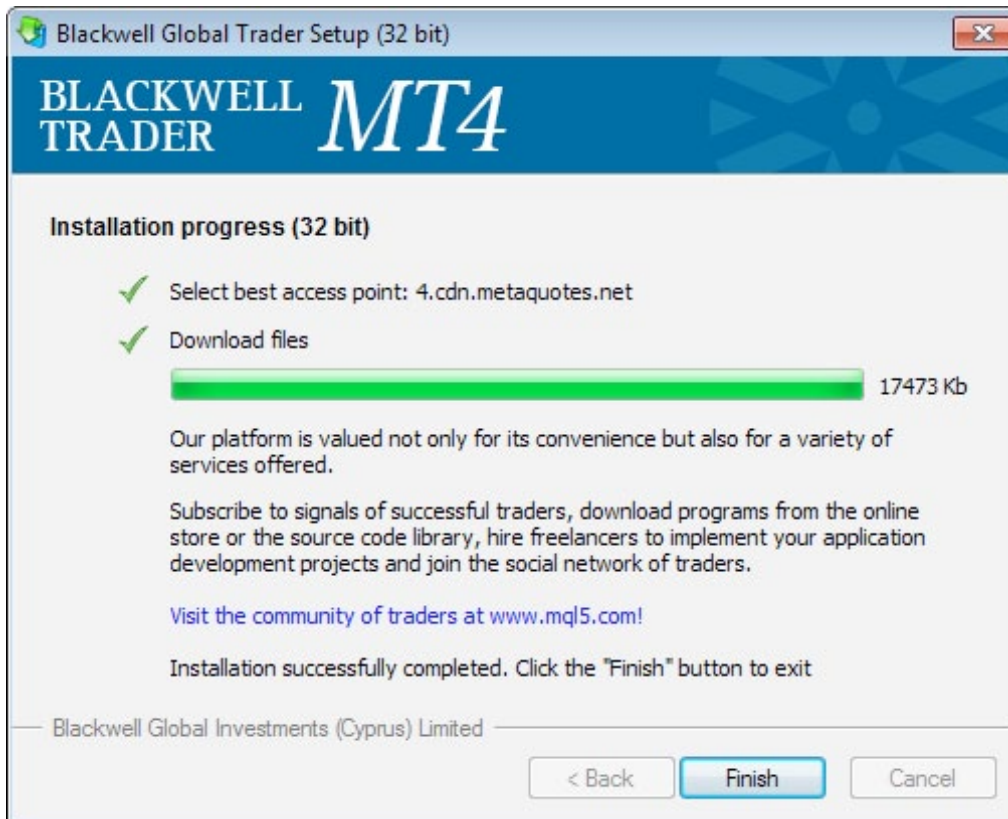 Blackwell Global Trader Setup (32 bit)
BLACKWELL
TRADER
MT4
Installation progress (32 bit)
Select best access point: 4.cdn.metaquotes.net
Download files
17473 Kb
Our platform is valued not only for its convenience but also for a variety of
services offered.
Subscribe to signals of successful traders, download programs from the online
store or the source code library, hire freelancers to implement your application
development projects and join the social network of traders.
Visit the community of traders at www.mql5.com!
Installation successfully completed. Click the "Finish" button to exit
Blackwell Global Investments (Cyprus) Limited
< Back
Finish
Cancel